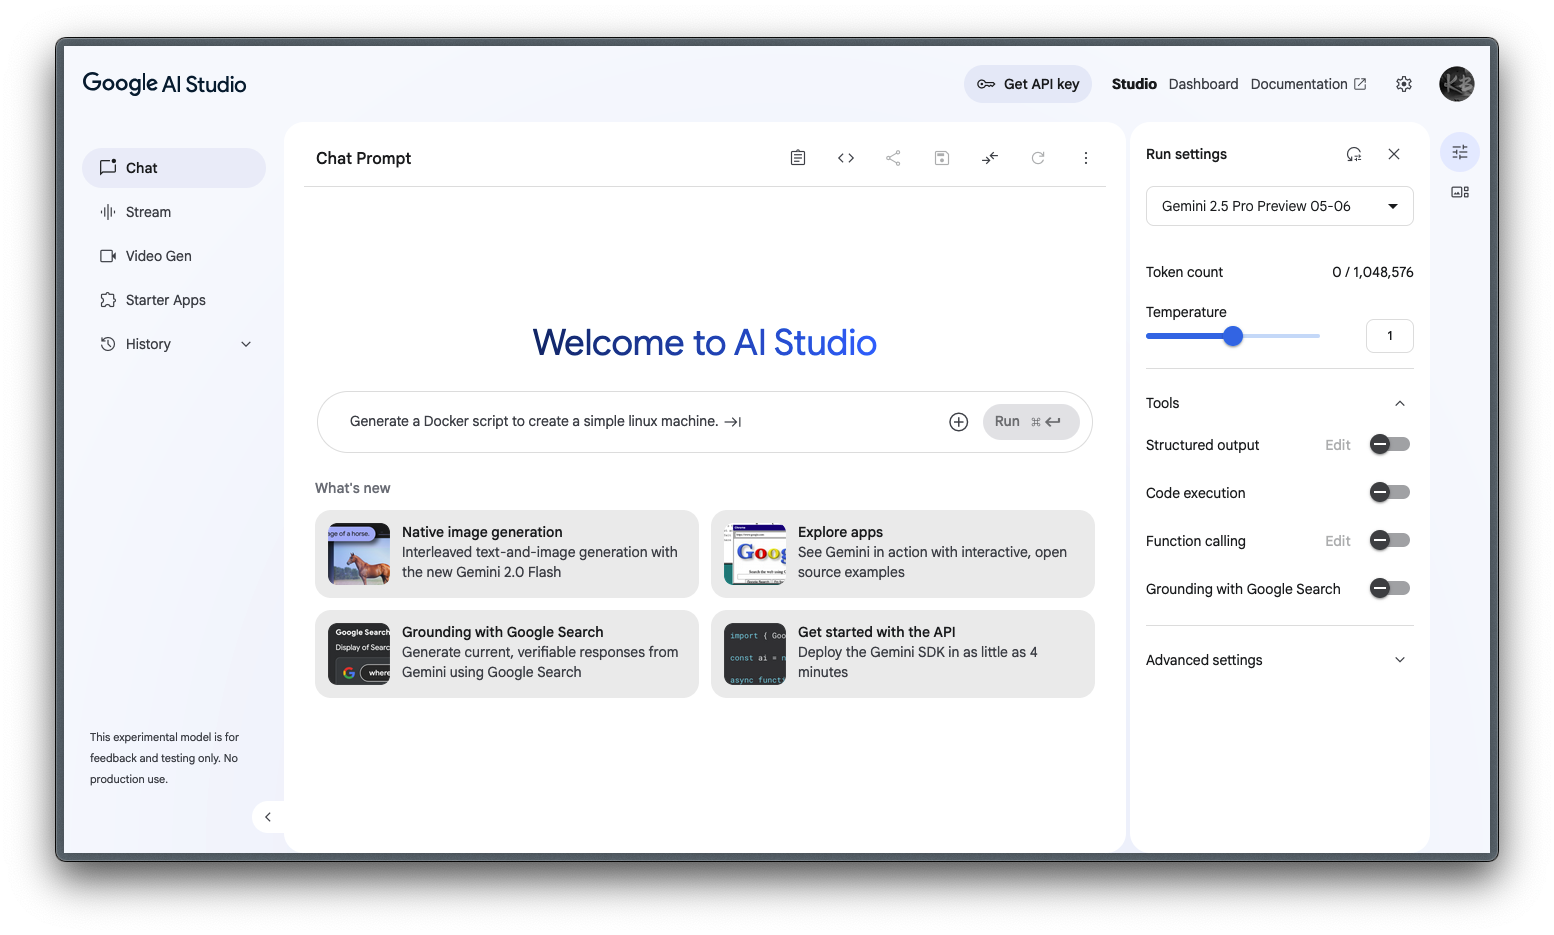 Google AI Studio
Get API key
Studio
Dashboard
Documentation
Chat
Stream
Video Gen
Starter Apps
History
This experimental model is for
feedback and testing only. No
production use.
Chat Prompt
Welcome to AI Studio
Generate a Docker script to create a simple linux machine.
Run ⌘
What's new
age of a horse.
Native image generation
Interleaved text-and-image generation with
the new Gemini 2.0 Flash
Goog
Explore apps
See Gemini in action with interactive, open
source examples
Google Search
Display of Searc
where
Grounding with Google Search
Generate current, verifiable responses from
Gemini using Google Search
import { Goo
const ai = n
async functi
Get started with the API
Deploy the Gemini SDK in as little as 4
minutes
Run settings
Gemini 2.5 Pro Preview 05-06
Token count
0 / 1,048,576
Temperature
1
Tools
Structured output
Edit
Code execution
Function calling
Edit
Grounding with Google Search
Advanced settings
KB